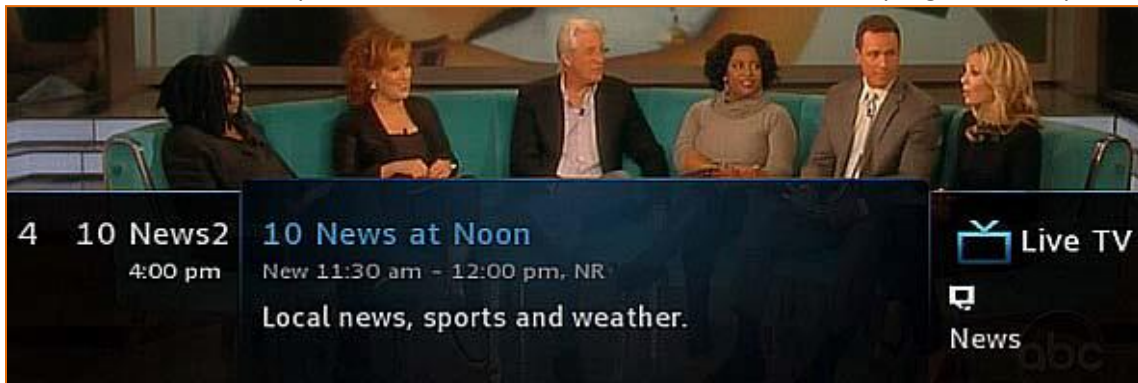 4 10 News2
4:00 pm
10 News at Noon
New 11:30 am – 12:00 pm, NR
Local news, sports and weather.
Live TV
News
abc